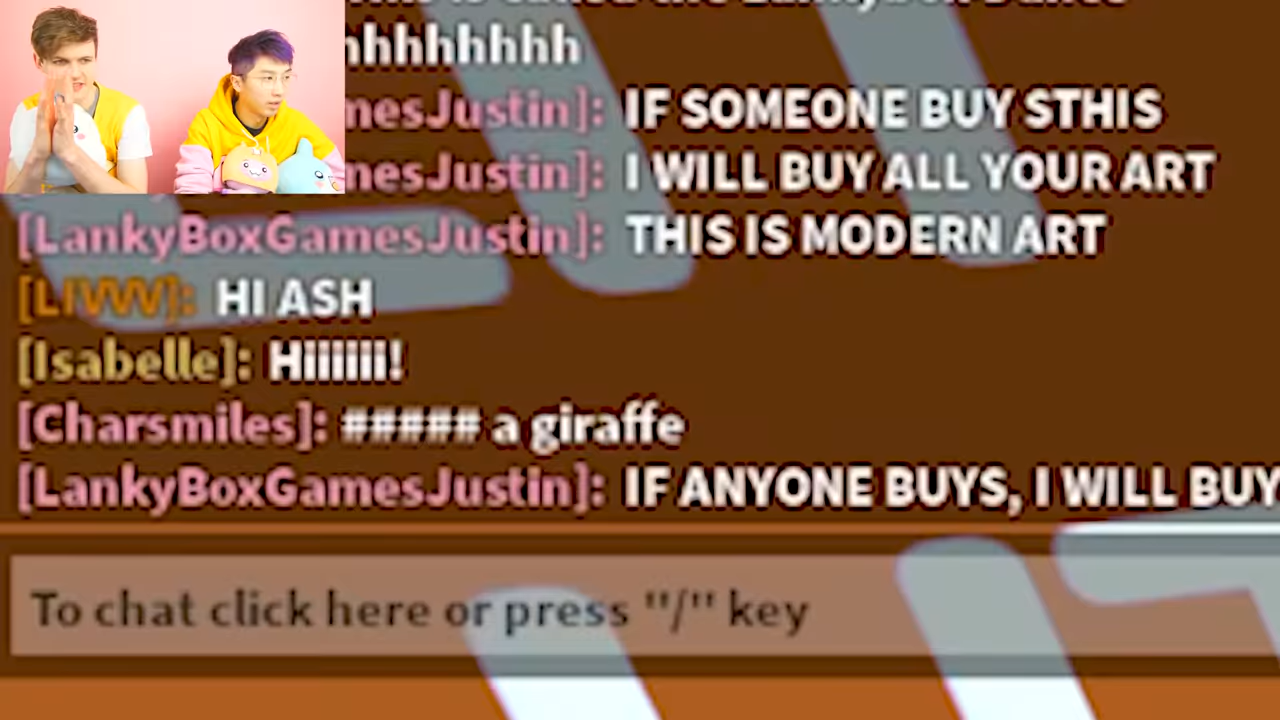 hhhhhhhh
mesJustin]: IF SOMEONE BUY STHIS
nesJustin]: I WILL BUY ALL YOUR ART
[LankyBoxGamesJustin]: THIS IS MODERN ART
[LIVVV]: HI ASH
[Isabelle]: Hiiiiii!
[Charsmiles]: ##### a giraffe
[LankyBoxGamesJustin]: IF ANYONE BUYS, I WILL BUY
To chat click here or press "/" key